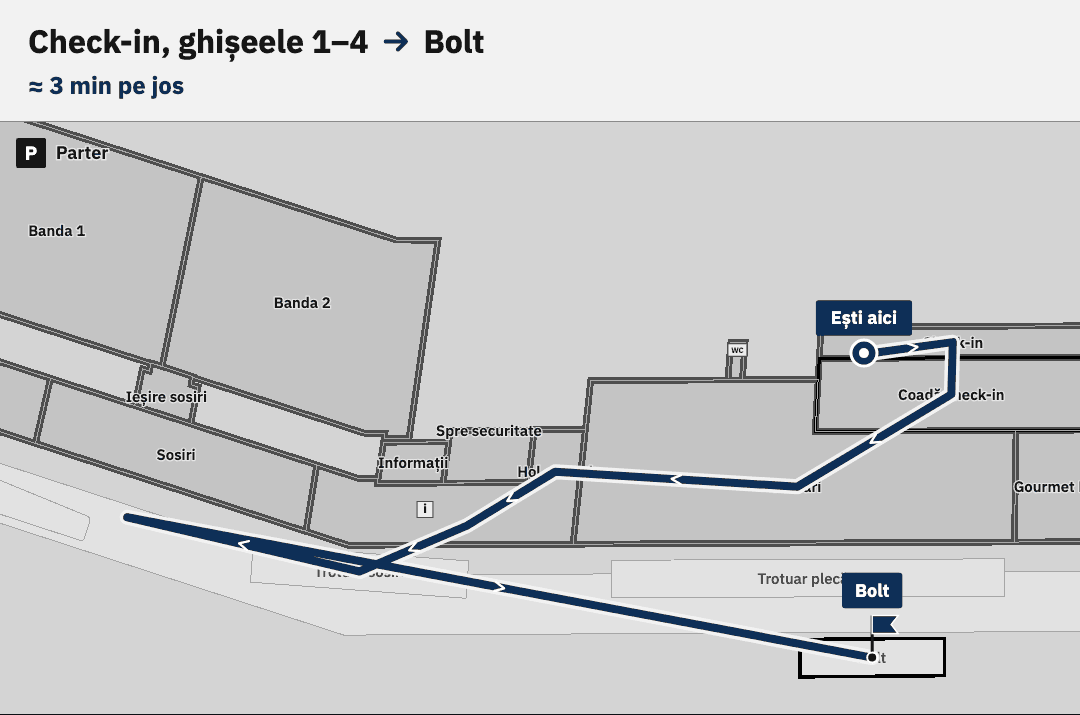 Check-in, ghișeele 1–4 → Bolt
≈ 3 min pe jos
P Parter
Banda 1
Banda 2
Ești aici
wc
Ieșire sosiri
Spre securitate
Sosiri
Informații
Hol
Gourmet
i
Trotuar
Bolt